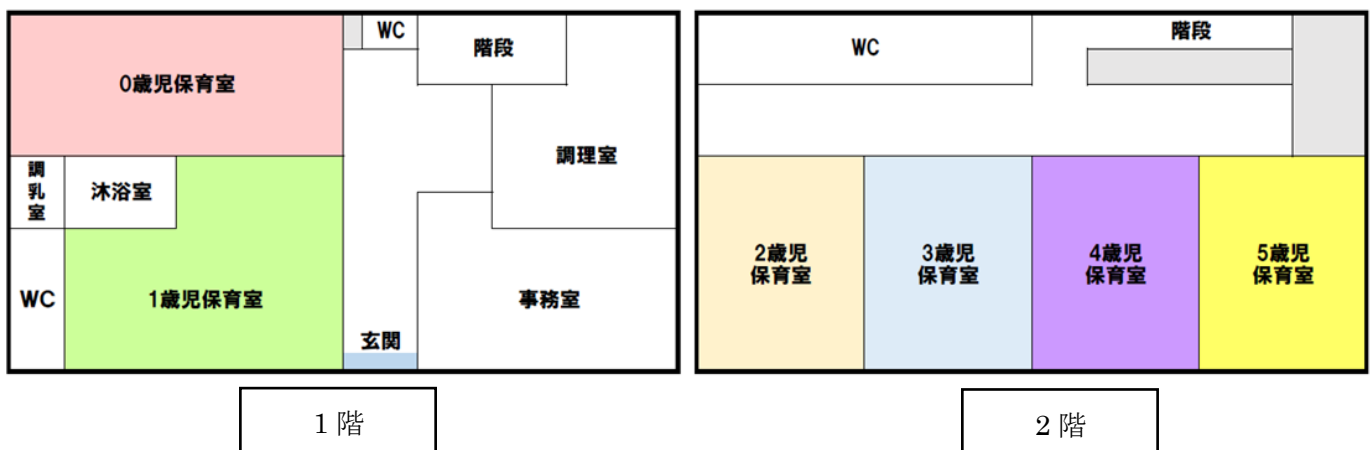 WC
階段
0歳児保育室
調理室
調
乳
室
沐浴室
WC
1歳児保育室
事務室
玄関
1階
階段
WC
2歳児
保育室
3歳児
保育室
4歳児
保育室
5歳児
保育室
2階